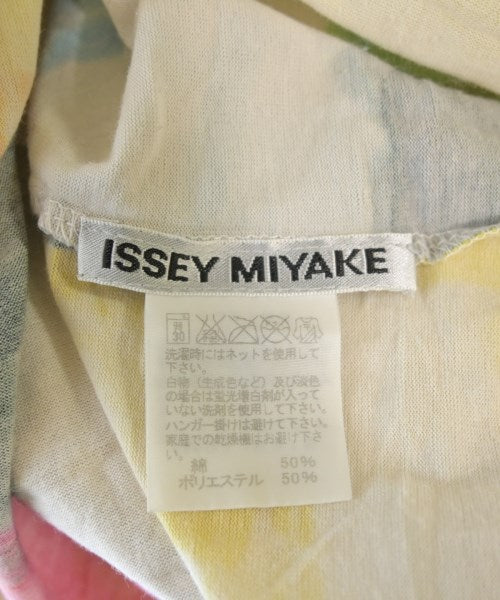 ISSEY MIYAKE
30
洗濯時にはネットを使用して
下さい。
白物（生成色など）及び淡色
の場合は蛍光増白剤が入って
いない洗剤を使用して下さい。
ハンガー掛けは避けて下さい。
家庭での乾燥機はお避け下さ
い。
綿 50%
ポリエステル 50%